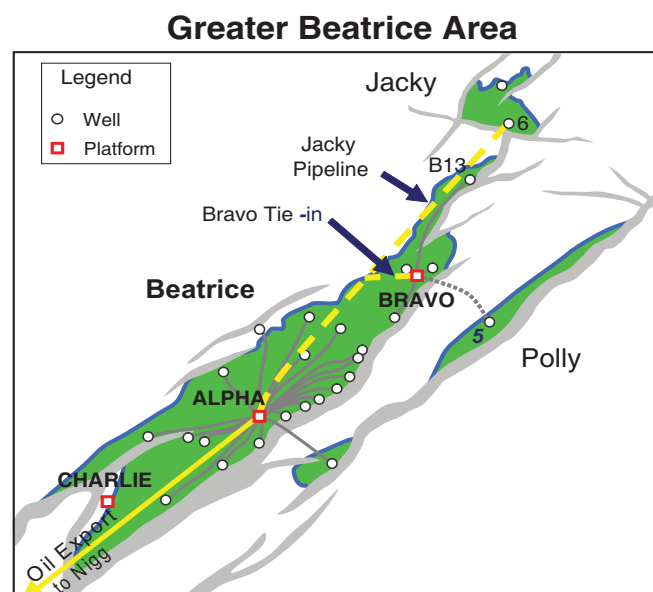 Greater Beatrice Area
Legend
Well
Platform
Jacky
6
Jacky
Pipeline
B13
Bravo Tie -in
Beatrice
BRAVO
5
Polly
ALPHA
CHARLIE
Oil Export
to Nigg